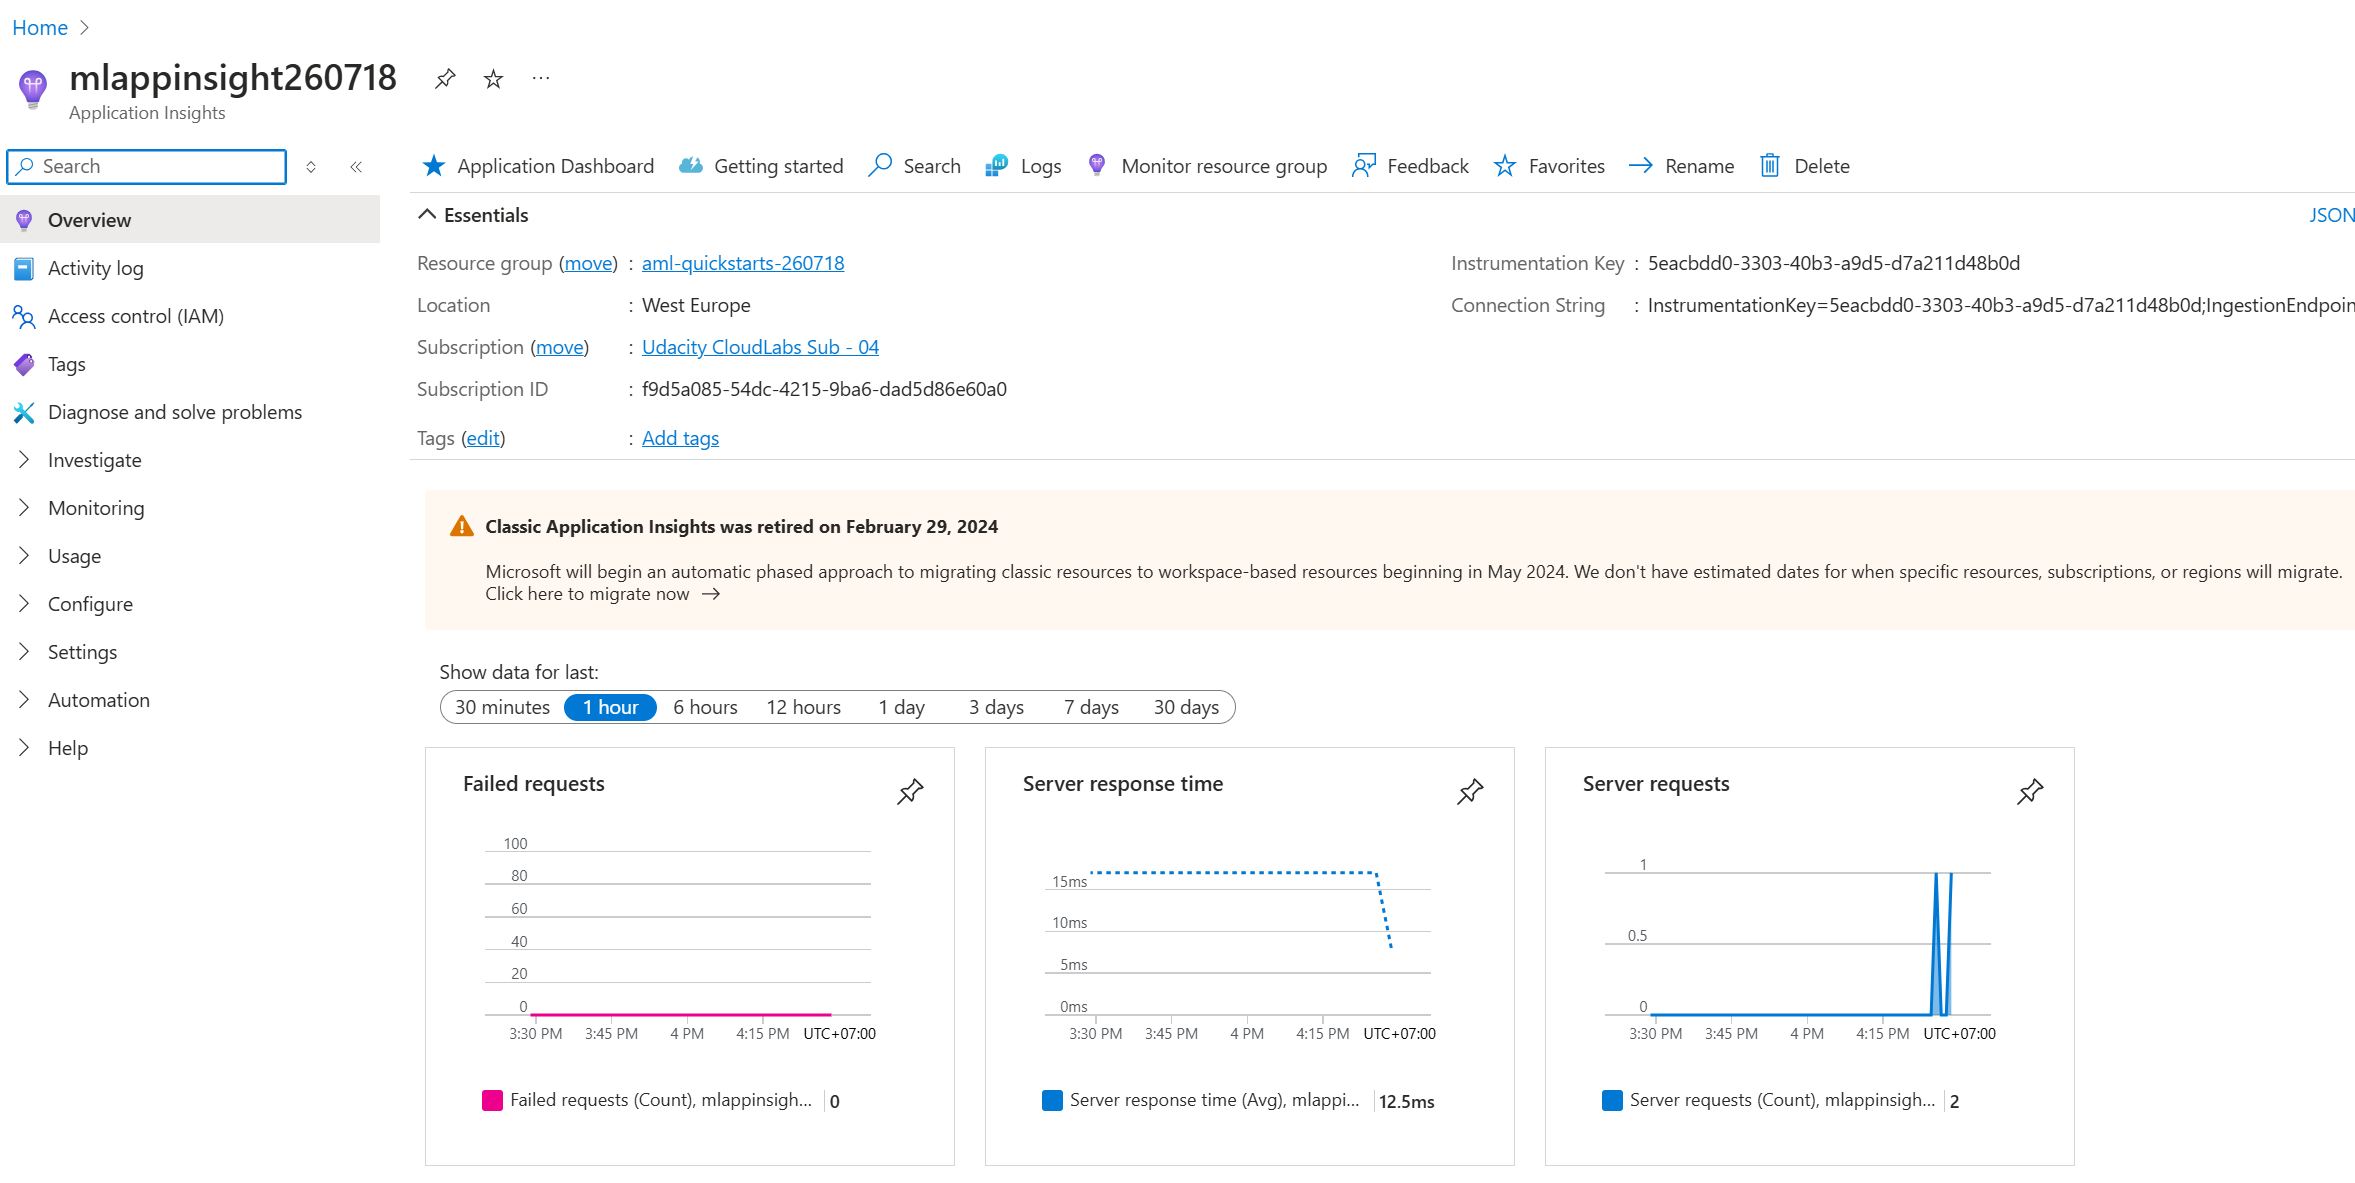 Home
mlappinsight260718
Application Insights
Search
Application Dashboard
Getting started
Search
Logs
Monitor resource group
Feedback
Favorites
Rename
Delete
Overview
Activity log
Access control (IAM)
Tags
Diagnose and solve problems
Investigate
Monitoring
Usage
Configure
Settings
Automation
Help
Essentials
JSON
Resource group (move) : aml-quickstarts-260718
Location : West Europe
Subscription (move) : Udacity CloudLabs Sub - 04
Subscription ID : f9d5a085-54dc-4215-9ba6-dad5d86e60a0
Tags (edit) : Add tags
Instrumentation Key : 5eacbdd0-3303-40b3-a9d5-d7a211d48b0d
Connection String : InstrumentationKey=5eacbdd0-3303-40b3-a9d5-d7a211d48b0d;IngestionEndpoin
Classic Application Insights was retired on February 29, 2024
Microsoft will begin an automatic phased approach to migrating classic resources to workspace-based resources beginning in May 2024. We don't have estimated dates for when specific resources, subscriptions, or regions will migrate.
Click here to migrate now →
Show data for last:
30 minutes
1 hour
6 hours
12 hours
1 day
3 days
7 days
30 days
Failed requests
100
80
60
40
20
0
3:30 PM 3:45 PM 4 PM 4:15 PM UTC+07:00
Failed requests (Count), mlappinsigh... 0
Server response time
15ms
10ms
5ms
0ms
3:30 PM 3:45 PM 4 PM 4:15 PM UTC+07:00
Server response time (Avg), mlappi... 12.5ms
Server requests
1
0.5
0
3:30 PM 3:45 PM 4 PM 4:15 PM UTC+07:00
Server requests (Count), mlappinsigh... 2